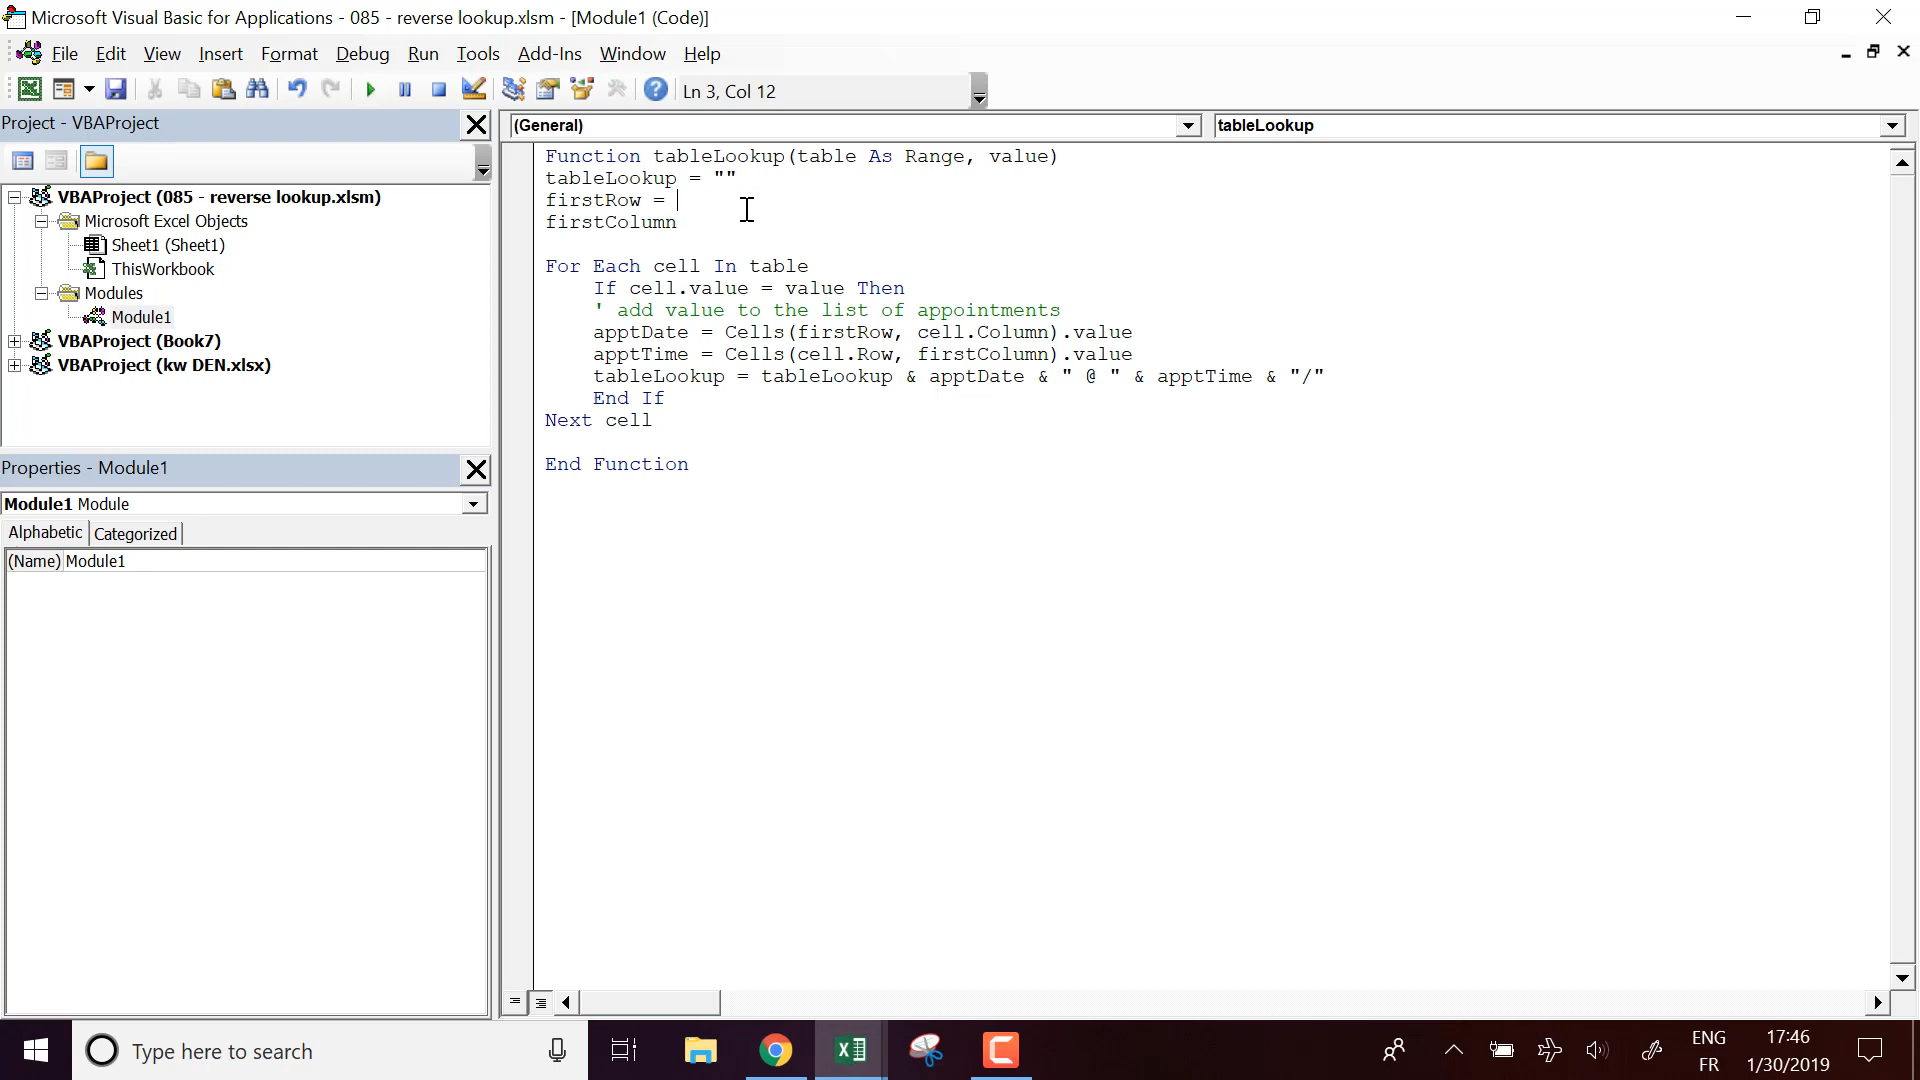 Microsoft Visual Basic for Applications - 085 - reverse lookup.xlsm - [Module1 (Code)]
File Edit View Insert Format Debug Run Tools Add-Ins Window Help
Ln 3, Col 12
Project - VBAProject
(General)
tableLookup
VBAProject (085 - reverse lookup.xlsm)
Microsoft Excel Objects
Sheet1 (Sheet1)
ThisWorkbook
Modules
Module1
VBAProject (Book7)
VBAProject (kw DEN.xlsx)
Properties - Module1
Module1 Module
Alphabetic Categorized
(Name) Module1
Function tableLookup(table As Range, value)
tableLookup = ""
firstRow =
firstColumn
For Each cell In table
If cell.value = value Then
' add value to the list of appointments
apptDate = Cells(firstRow, cell.Column).value
apptTime = Cells(cell.Row, firstColumn).value
tableLookup = tableLookup & apptDate & " @ " & apptTime & "/"
End If
Next cell
End Function
Type here to search
ENG
FR
17:46
1/30/2019